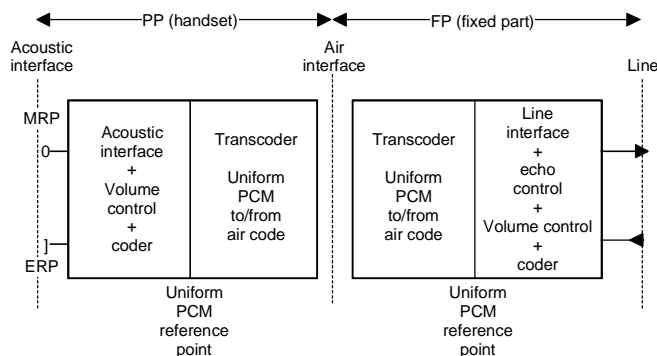 PP (handset)
FP (fixed part)
Acoustic
interface
Air
interface
Line
MRP
0
]
ERP
Acoustic
interface
+
Volume
control
+
coder
Transcoder
Uniform
PCM
to/from
air code
Transcoder
Uniform
PCM
to/from
air code
Line
interface
+
echo
control
+
Volume control
+
coder
Uniform
PCM
reference
point
Uniform
PCM
reference
point